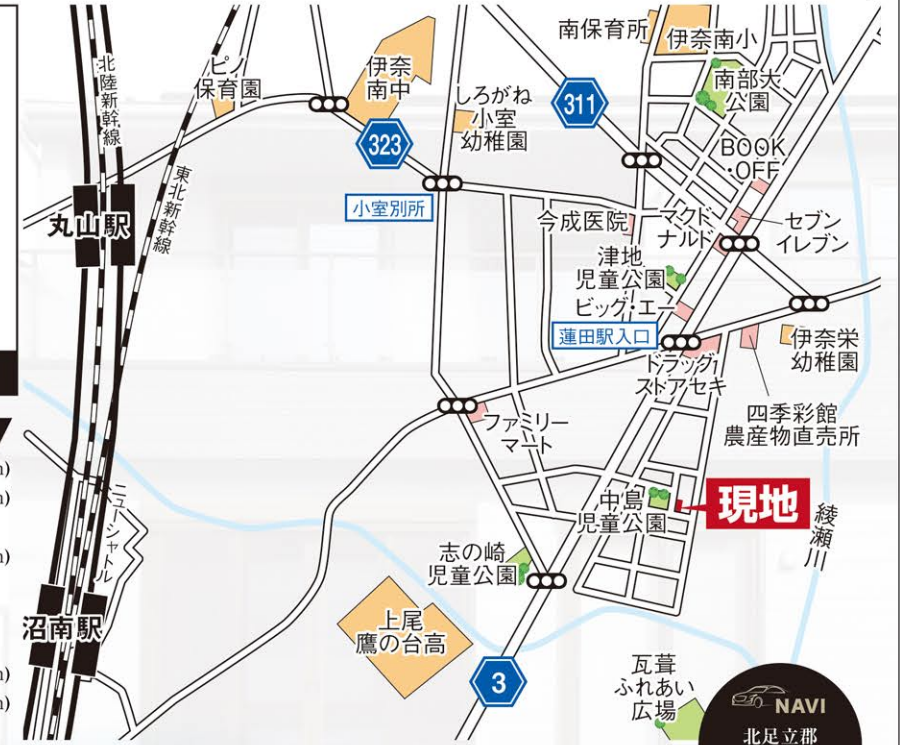 南保育所
伊奈南小
ピノ
保育園
伊奈
南中
南部大
公園
北陸新幹線
しろがね
小室
幼稚園
311
323
BOOK
・OFF
東北新幹線
小室別所
丸山駅
今成医院
マクド
ナルド
セブン
イレブン
津地
児童公園
ビッグ・エー
蓮田駅入口
伊奈栄
幼稚園
ドラッグ
ストアセキ
ファミリー
マート
四季彩館
農産物直売所
m)
m)
ニューシャトル
中島
児童公園
現地
綾瀬川
m)
志の崎
児童公園
沼南駅
上尾
鷹の台高
m)
m)
3
瓦葺
ふれあい
広場
NAVI
北足立郡